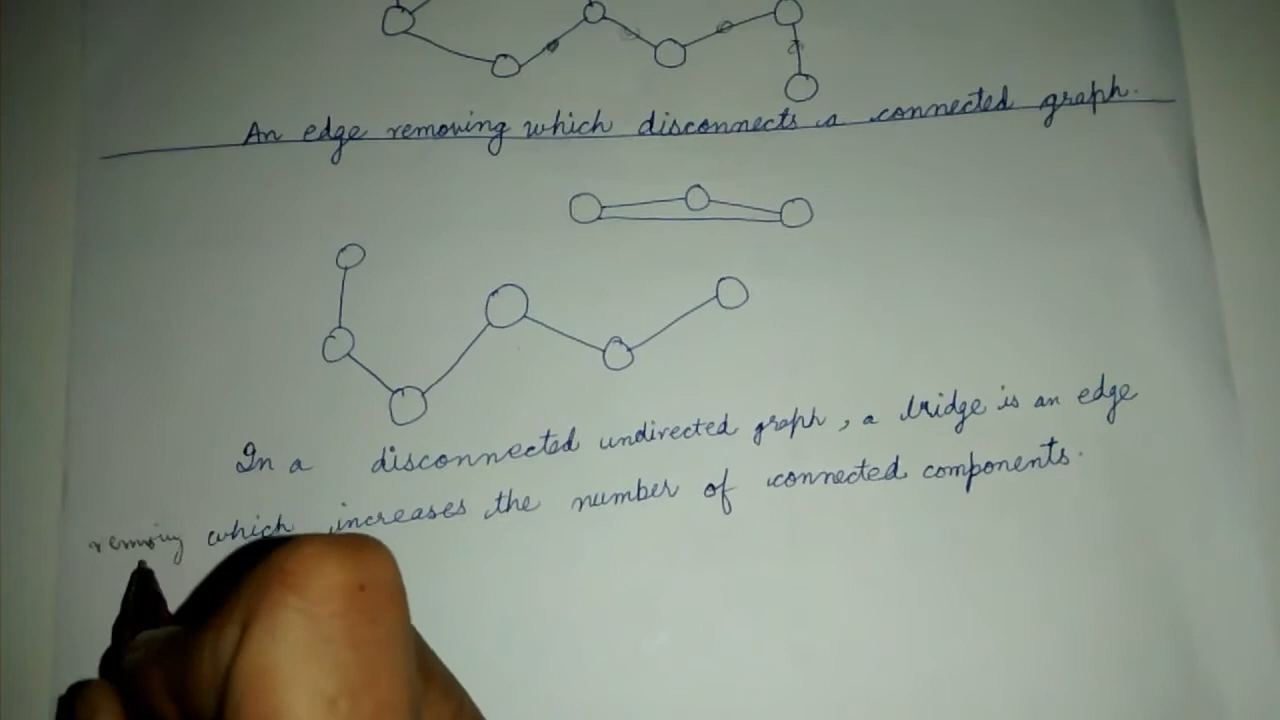 An edge removing which disconnects a connected graph.
In a disconnected undirected graph, a bridge is an edge
removing which increases the number of connected components.